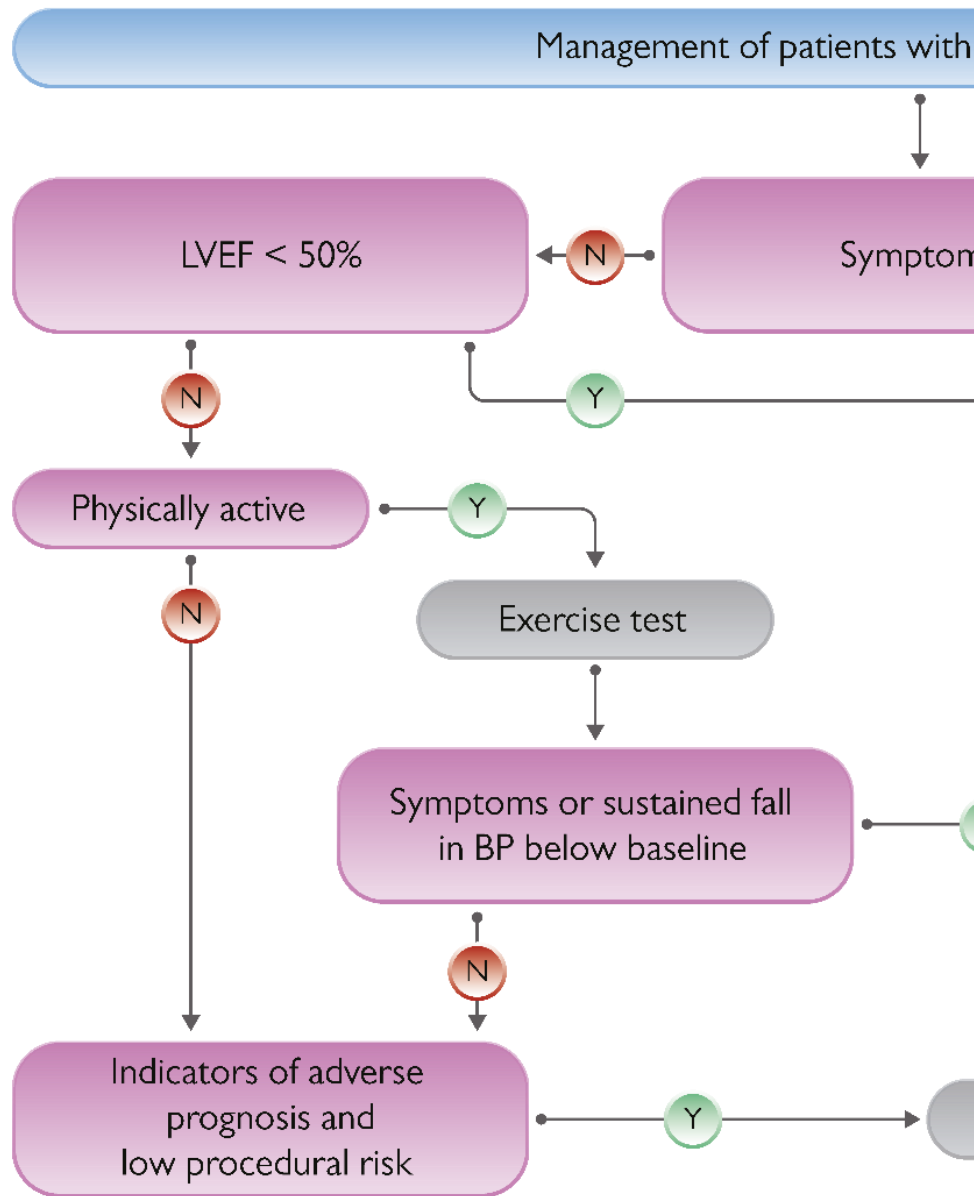 Management of patients with
LVEF < 50%
N
Symptom
N
Y
Physically active
Y
N
Exercise test
Symptoms or sustained fall
in BP below baseline
N
Indicators of adverse
prognosis and
low procedural risk
Y